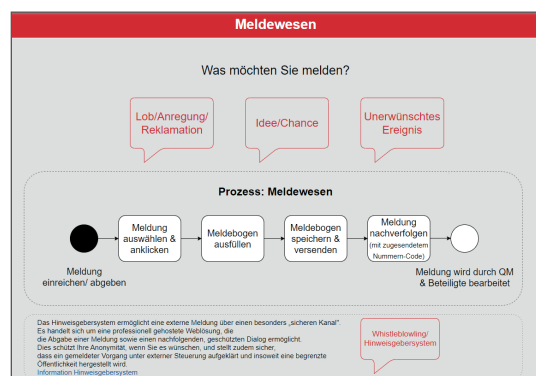 Meldewesen
Was möchten Sie melden?
Lob/Anregung/
Reklamation
Idee/Chance
Unerwünschtes
Ereignis
Prozess: Meldewesen
Meldung
einreichen/ abgeben
Meldung
auswählen &
anklicken
Meldebogen
ausfüllen
Meldebogen
speichern &
versenden
Meldung
nachverfolgen
(mit zugesendetem
Nummern-Code)
Meldung wird durch QM
& Beteiligte bearbeitet
Das Hinweisgebersystem ermöglicht eine externe Meldung über einen besonders „sicheren Kanal".
Es handelt sich um eine professionell gehostete Weblösung, die
die Abgabe einer Meldung sowie einen nachfolgenden, geschützten Dialog ermöglicht.
Dies schützt Ihre Anonymität, wenn Sie es wünschen, und stellt zudem sicher,
dass ein gemeldeter Vorgang unter externer Steuerung aufgeklärt und insoweit eine begrenzte
Öffentlichkeit hergestellt wird.
Information Hinweisgebersystem
Whistleblowing/
Hinweisgebersystem